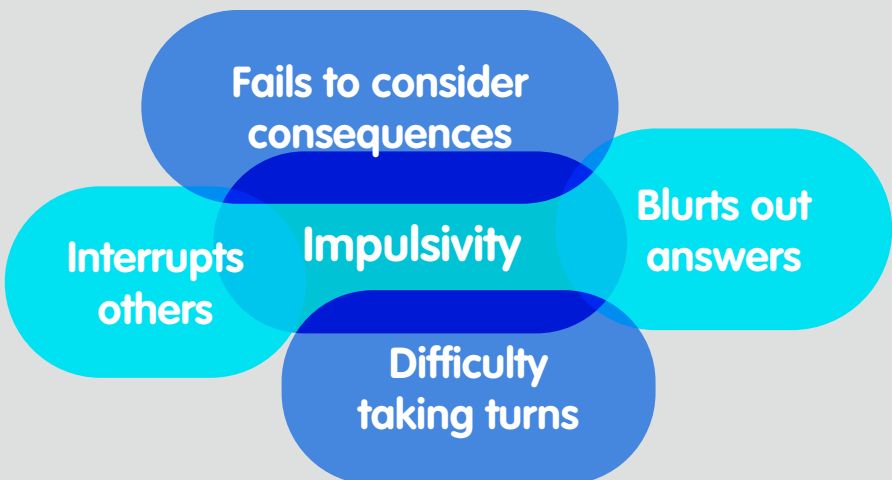 Fails to consider
consequences
Blurts out
answers
Impulsivity
Interrupts
others
Difficulty
taking turns